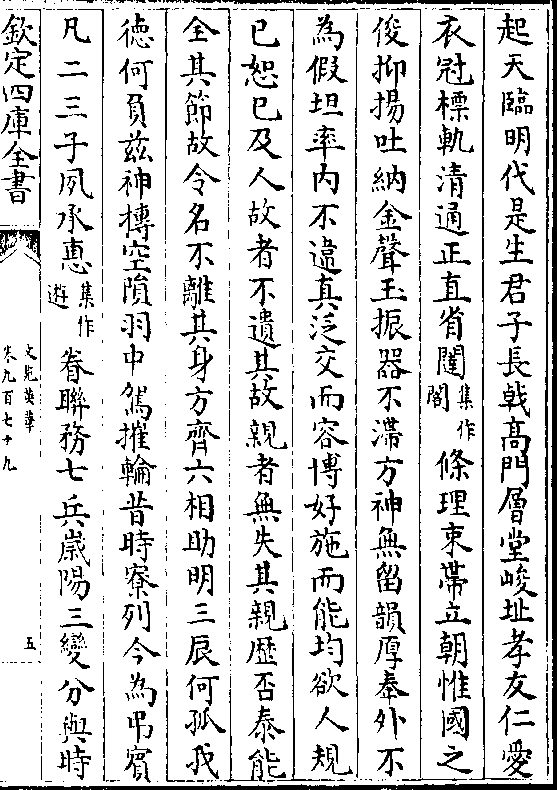 起天臨明代是生君子長戟高門層堂峻址孝友仁愛
衣冠標軌清通正直省闥集作閤條理束帶立朝惟國之
俊抑揚吐納金聲玉振器不滯方神無留韻厚奉外不
為假坦率内不違真泛交而容博好施而能均欲人規
已恕已及人故者不遺其故親者無失其親歷否泰能
全其節故令名不離其身方齊六相助明三辰何孤我
徳何負兹神摶空隕羽中駕摧輪昔時寮列今為弔賓
凡二三子夙承惠集作遊眷聯務七兵嵗陽三變分與時
欽定四庫全書
文苑英華
卷九百七十九
五